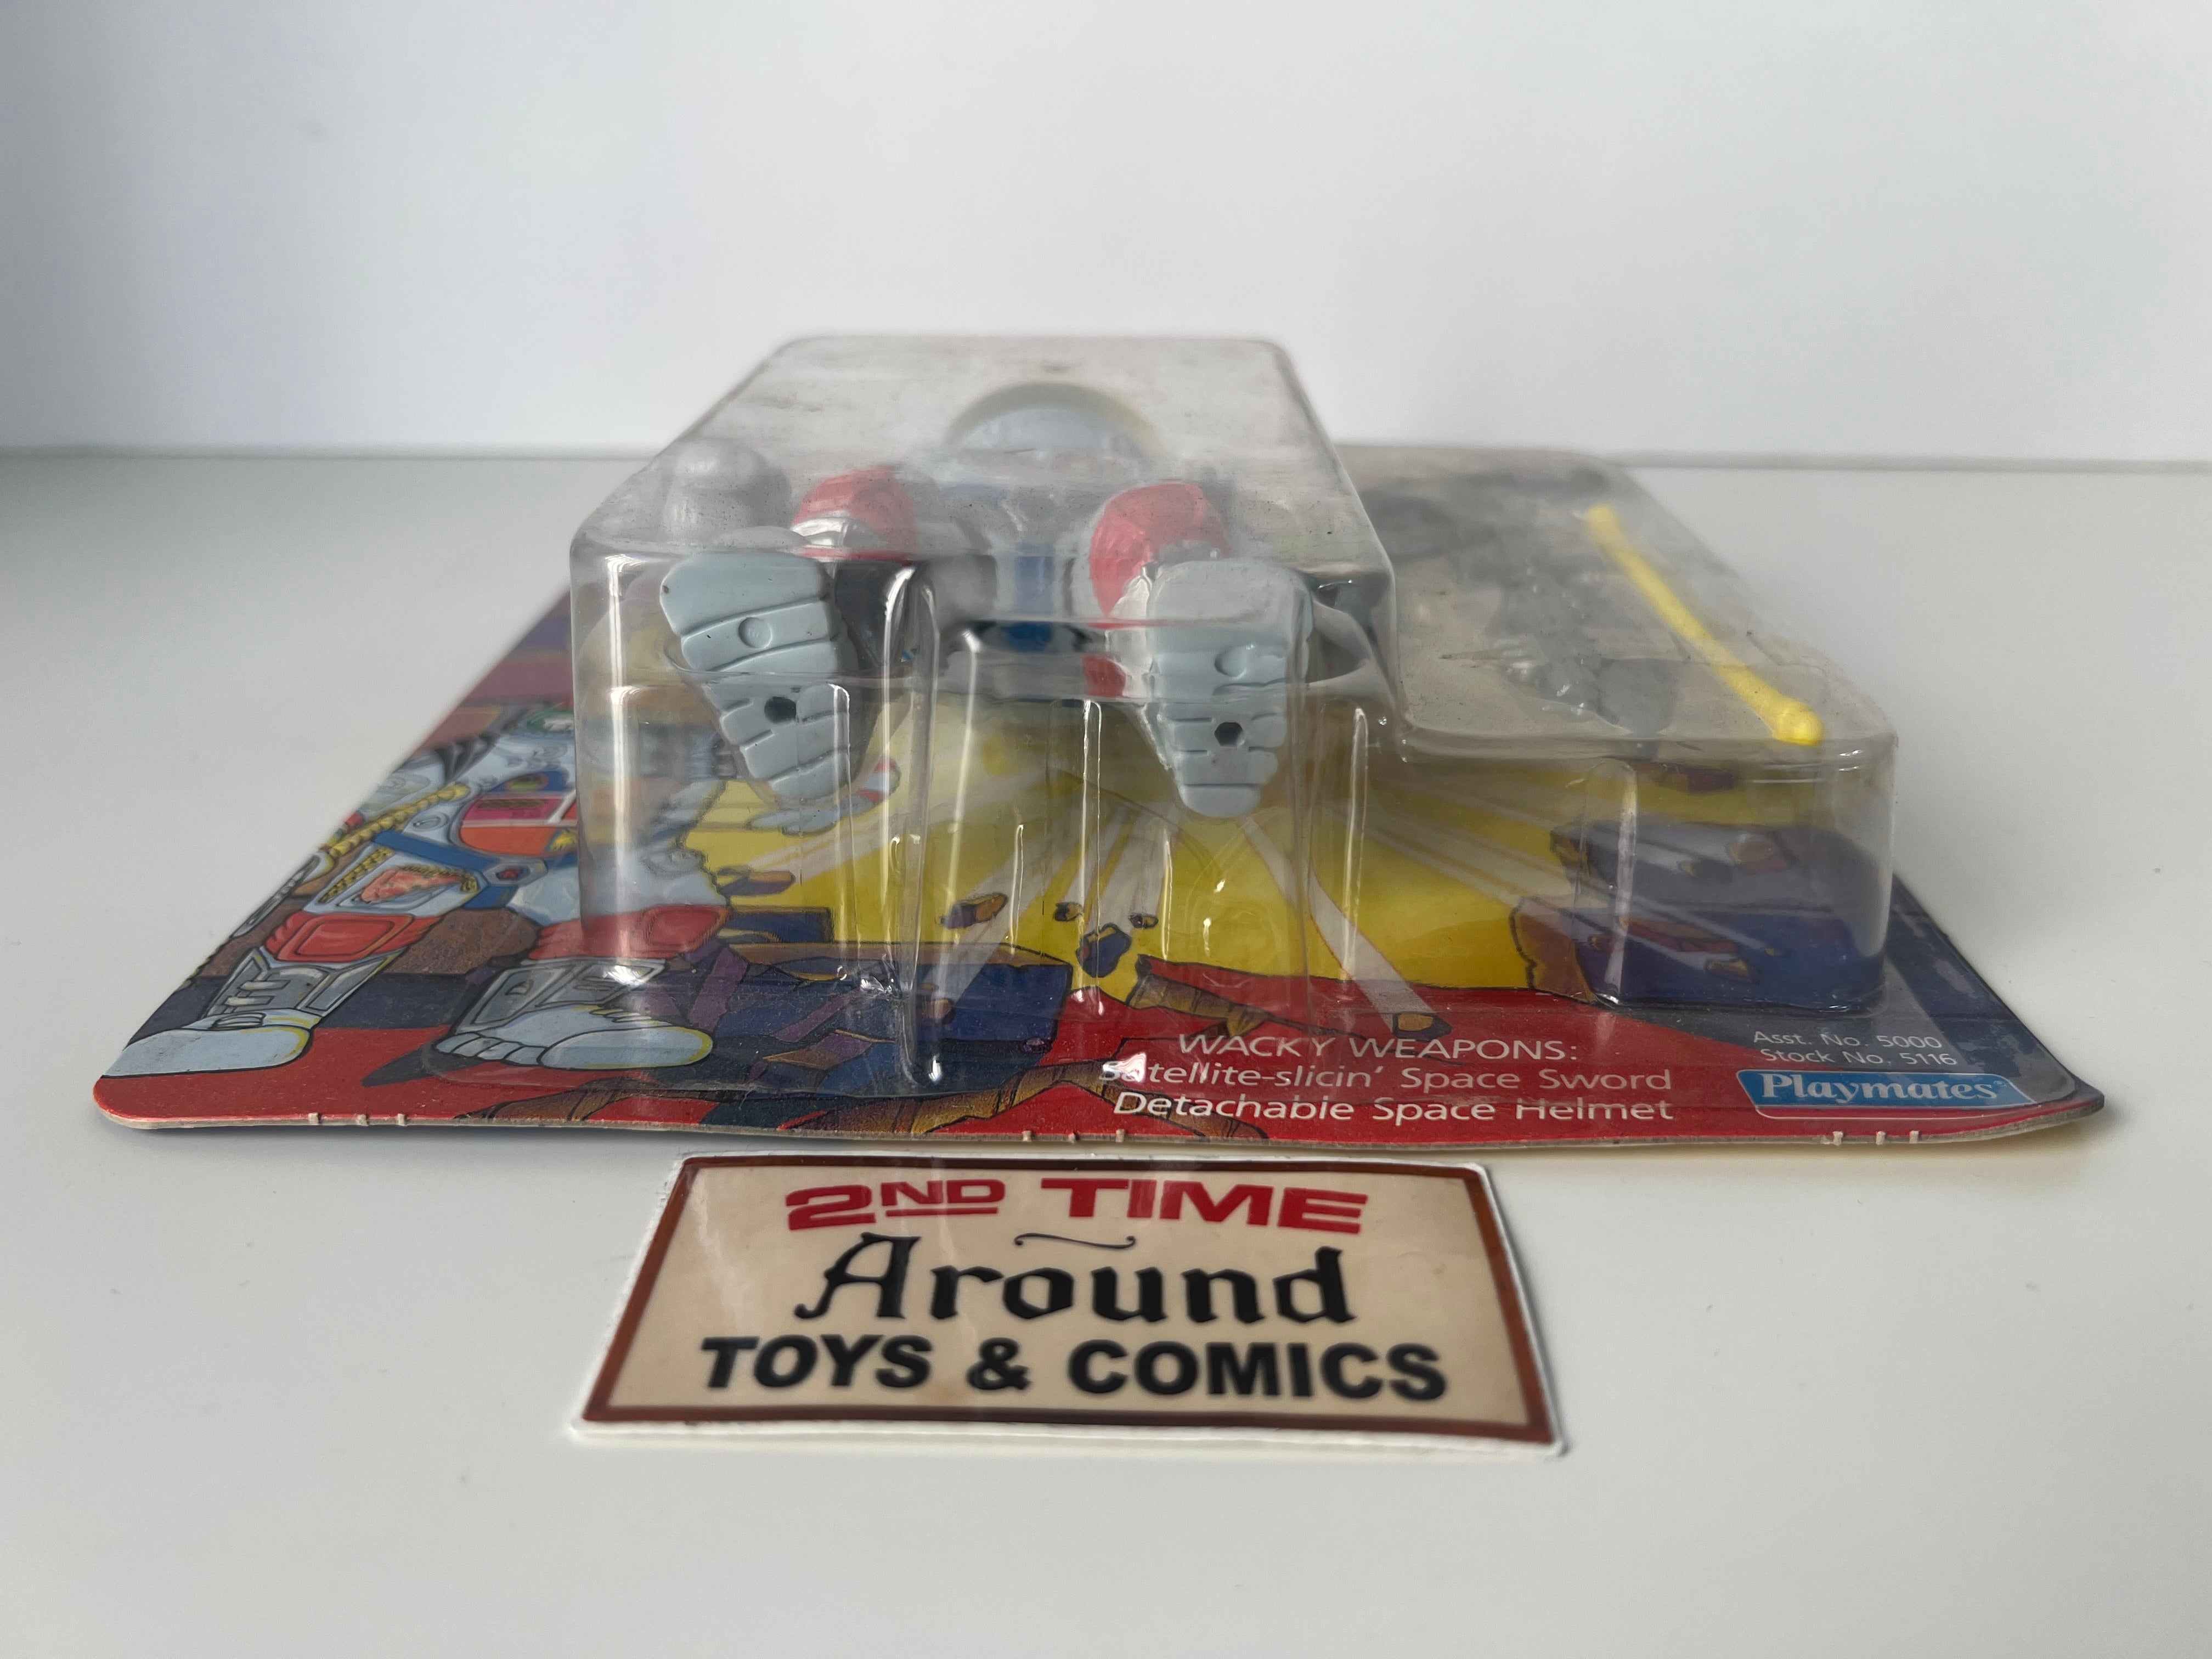 WACKY WEAPONS:
Satellite-slicin' Space Sword
Detachable Space Helmet
Asst. No. 5000
Stock No. 5116
Playmates®
2ND TIME
Around
TOYS & COMICS